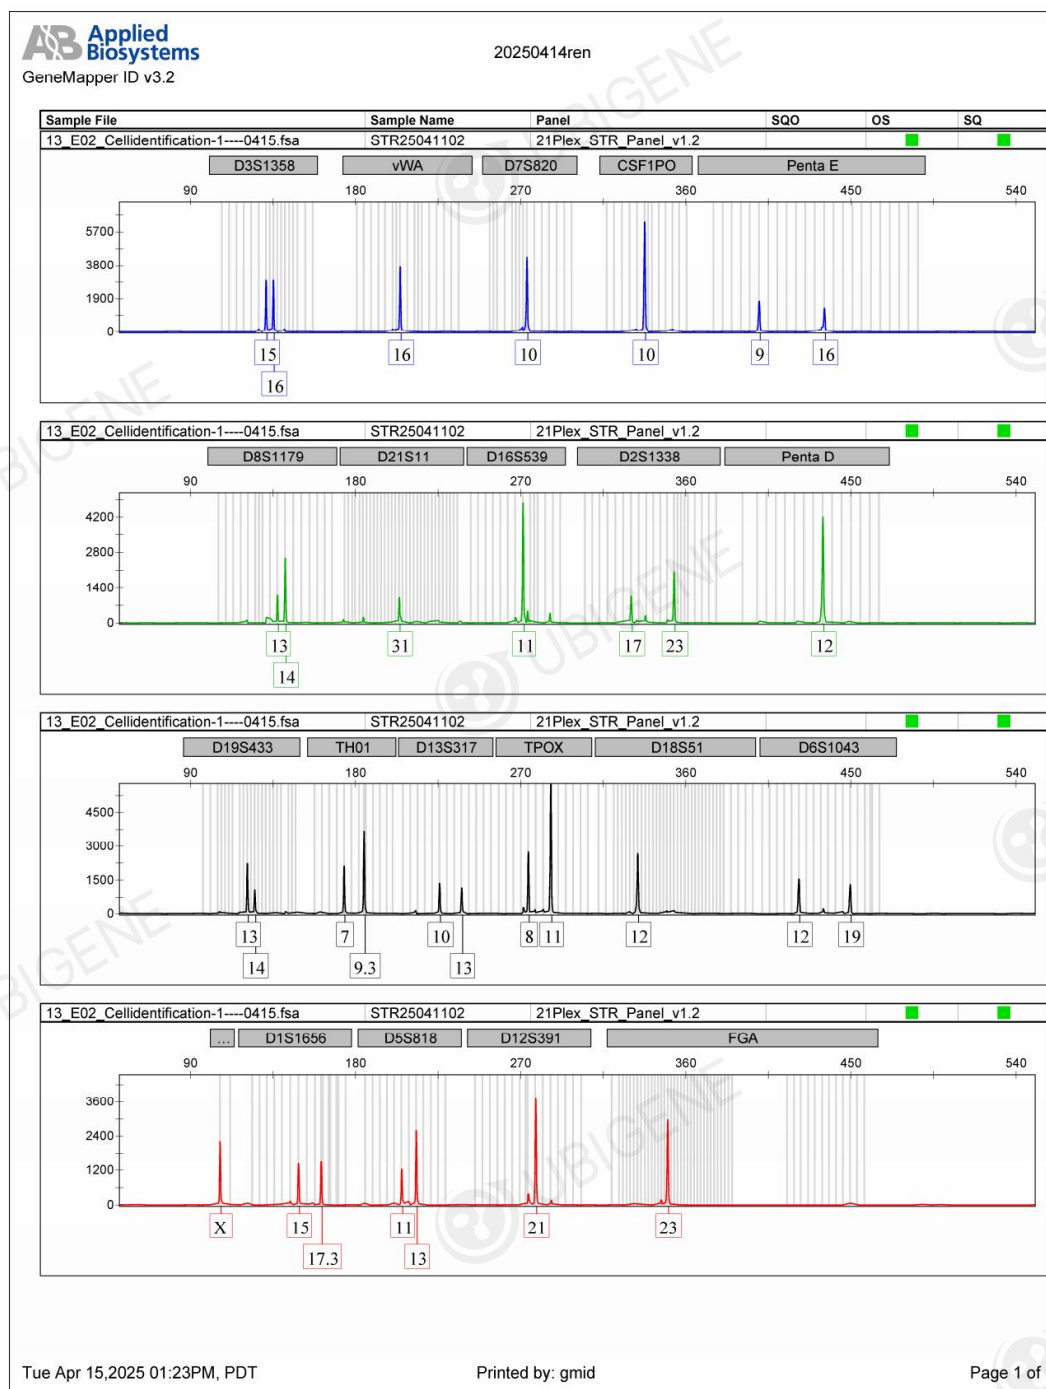 AB Applied
Biosystems
20250414ren
GeneMapper ID v3.2
Sample File Sample Name Panel SQO OS SQ
13_E02_Cellidentification-1----0415.fsa STR25041102 21Plex_STR_Panel_v1.2
D3S1358 vWA D7S820 CSF1PO Penta E
90 180 270 360 450 540
5700
3800
1900
0
15 16 10 10 9 16
16
13_E02_Cellidentification-1----0415.fsa STR25041102 21Plex_STR_Panel_v1.2
D8S1179 D21S11 D16S539 D2S1338 Penta D
90 180 270 360 450 540
4200
2800
1400
0
13 31 11 17 23 12
14
13_E02_Cellidentification-1----0415.fsa STR25041102 21Plex_STR_Panel_v1.2
D19S433 TH01 D13S317 TPOX D18S51 D6S1043
90 180 270 360 450 540
4500
3000
1500
0
13 7 10 8 11 12 12 19
14 9.3 13
13_E02_Cellidentification-1----0415.fsa STR25041102 21Plex_STR_Panel_v1.2
... D1S1656 D5S818 D12S391 FGA
90 180 270 360 450 540
3600
2400
1200
0
X 15 11 21 23
17.3 13
Tue Apr 15,2025 01:23PM, PDT Printed by: gmid Page 1 of
UBIGENE
UBIGENE
UBIGENE
UBIGENE
UBIGENE